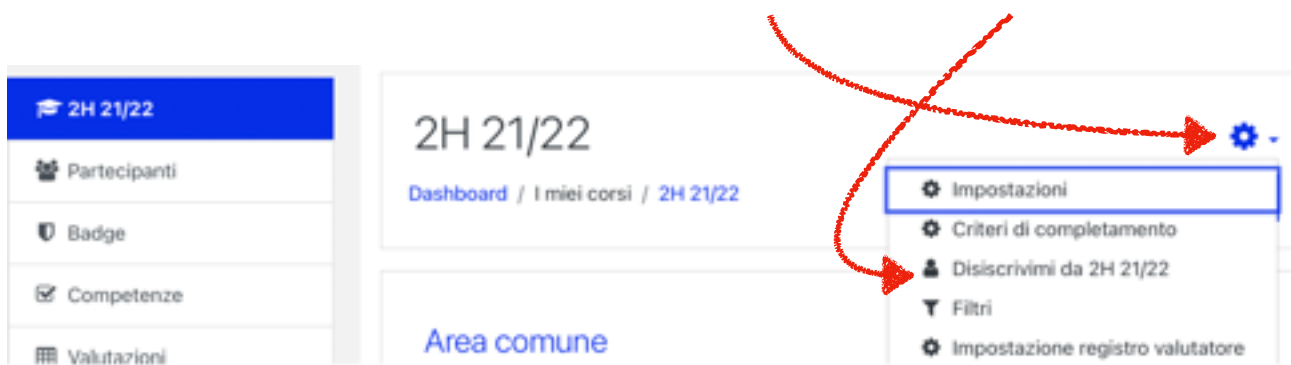 2H 21/22
Partecipanti
Badge
Competenze
Valutazioni
2H 21/22
Dashboard / I miei corsi / 2H 21/22
Area comune
Impostazioni
Criteri di completamento
Disiscrivimi da 2H 21/22
Filtri
Impostazione registro valutatore